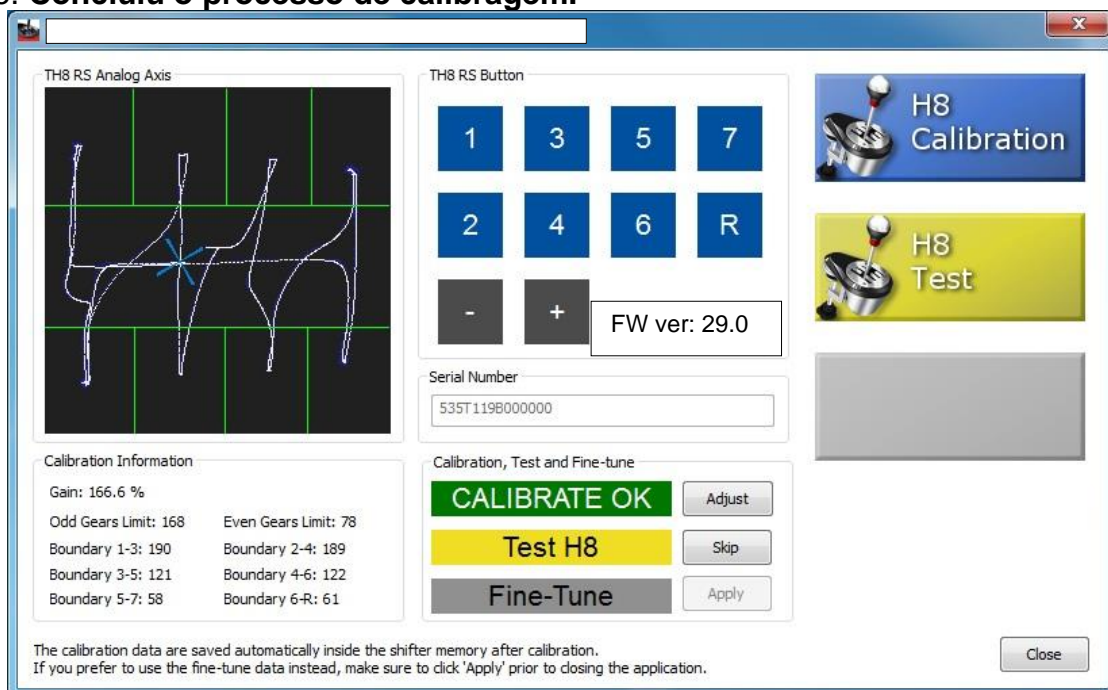 Concluiu o processo de calibragem.
TH8 RS Analog Axis
TH8 RS Button
1 3 5 7
2 4 6 R
- +
FW ver: 29.0
Serial Number
535T119B000000
H8
Calibration
H8
Test
Calibration Information
Gain: 166.6 %
Odd Gears Limit: 168 Even Gears Limit: 78
Boundary 1-3: 190 Boundary 2-4: 189
Boundary 3-5: 121 Boundary 4-6: 122
Boundary 5-7: 58 Boundary 6-R: 61
Calibration, Test and Fine-tune
CALIBRATE OK Adjust
Test H8 Skip
Fine-Tune Apply
The calibration data are saved automatically inside the shifter memory after calibration.
If you prefer to use the fine-tune data instead, make sure to click 'Apply' prior to closing the application.
Close